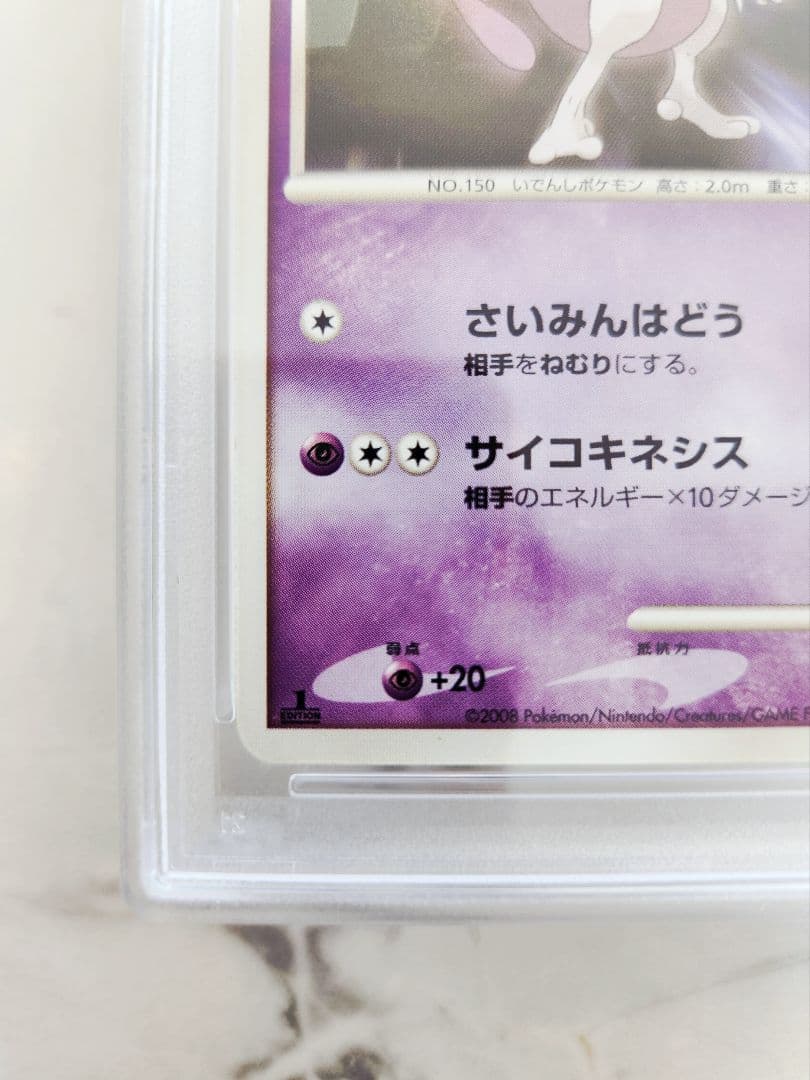 NO.150 いでんしポケモン 高さ：2.0m 重さ：
さいみんはどう
相手をねむりにする。
サイコキネシス
相手のエネルギー×10ダメージ
弱点
抵抗力
+20
1
EDITION
©2008 Pokémon/Nintendo/Creatures/GAME F